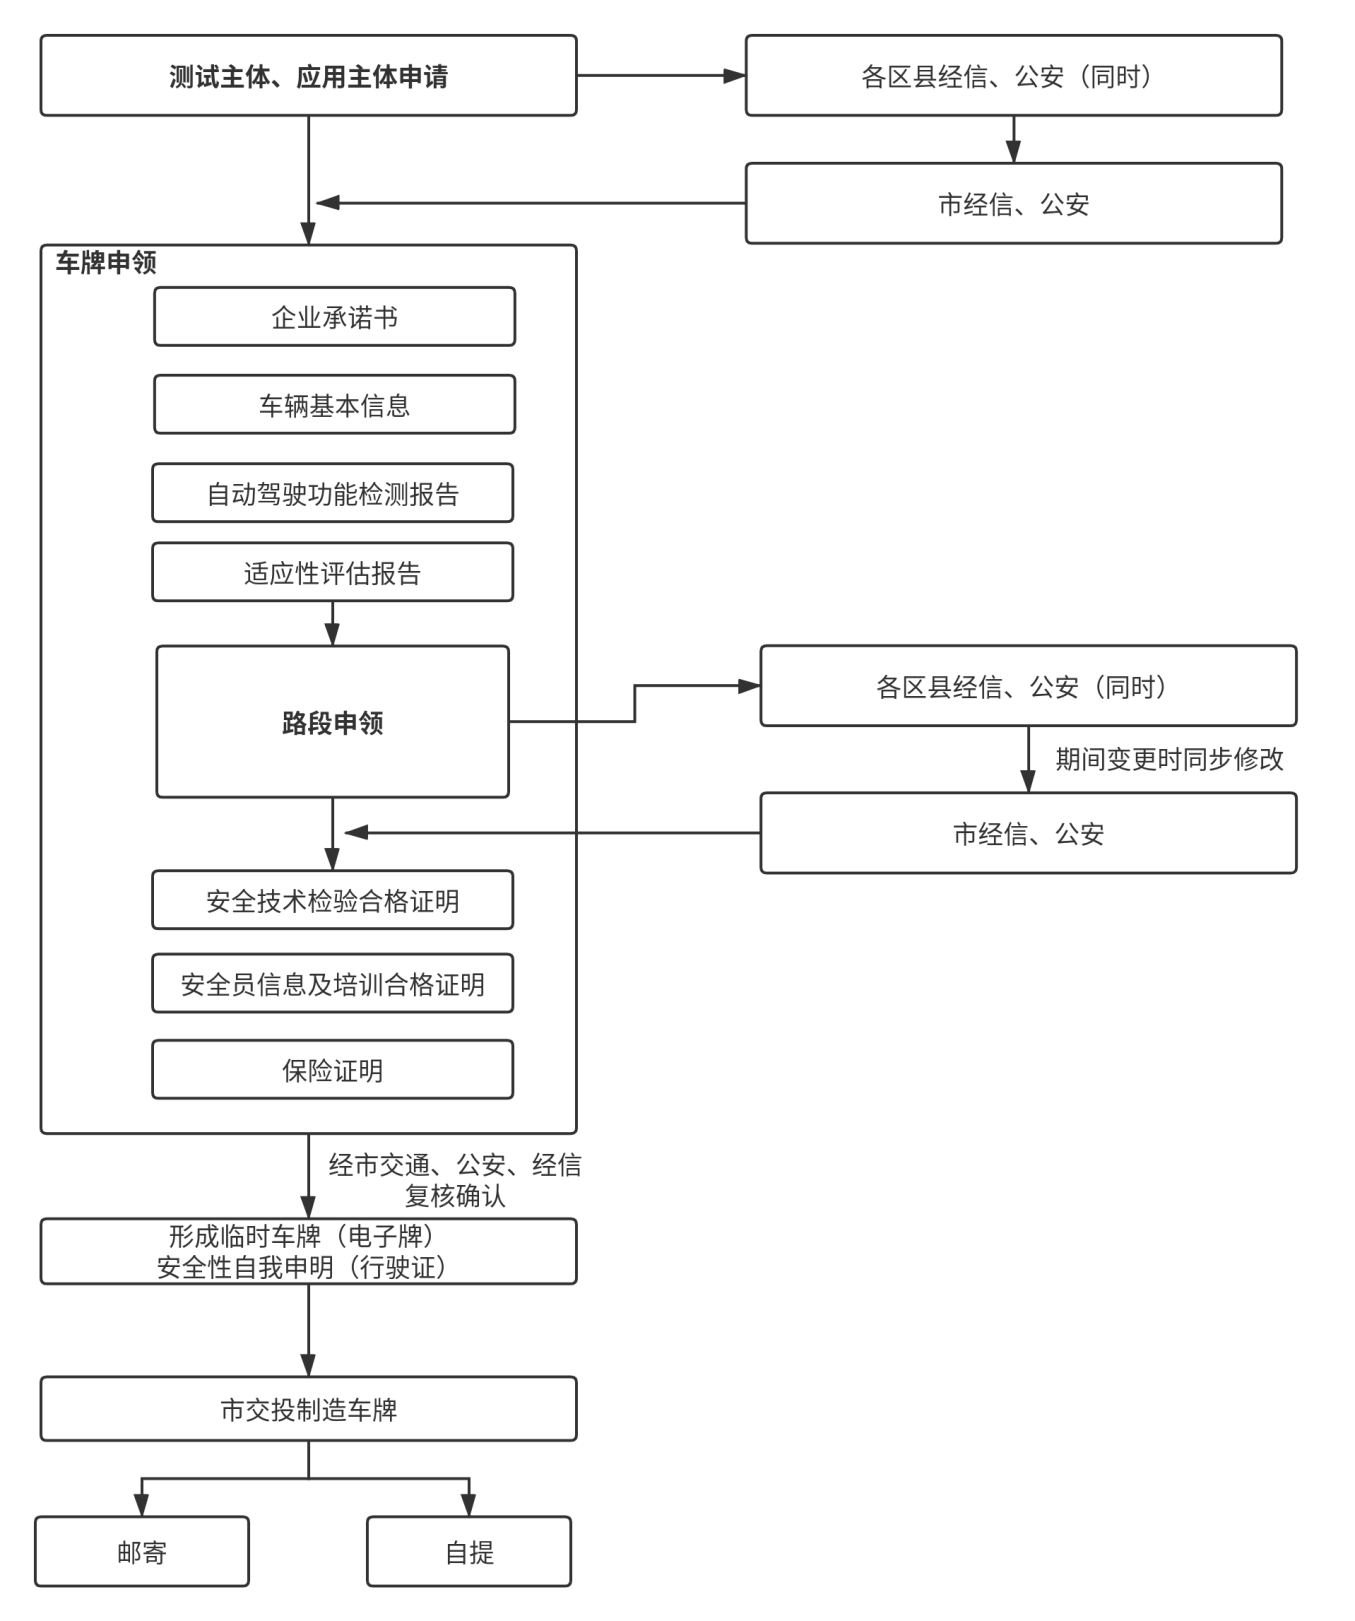 测试主体、应用主体申请
各区县经信、公安（同时）
市经信、公安
车牌申领
企业承诺书
车辆基本信息
自动驾驶功能检测报告
适应性评估报告
路段申领
各区县经信、公安（同时）
期间变更时同步修改
市经信、公安
安全技术检验合格证明
安全员信息及培训合格证明
保险证明
经市交通、公安、经信
复核确认
形成临时车牌（电子牌）
安全性自我申明（行驶证）
市交投制造车牌
邮寄
自提